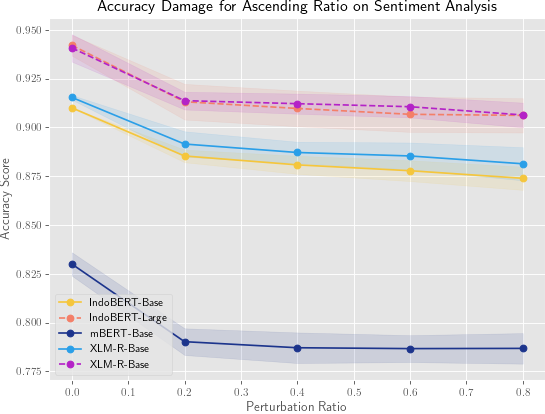 Accuracy Damage for Ascending Ratio on Sentiment Analysis
0.950
0.925
0.900
0.875
0.850
0.825
0.800
0.775
Accuracy Score
IndoBERT-Base
IndoBERT-Large
mBERT-Base
XLM-R-Base
XLM-R-Base
0.0 0.1 0.2 0.3 0.4 0.5 0.6 0.7 0.8
Perturbation Ratio